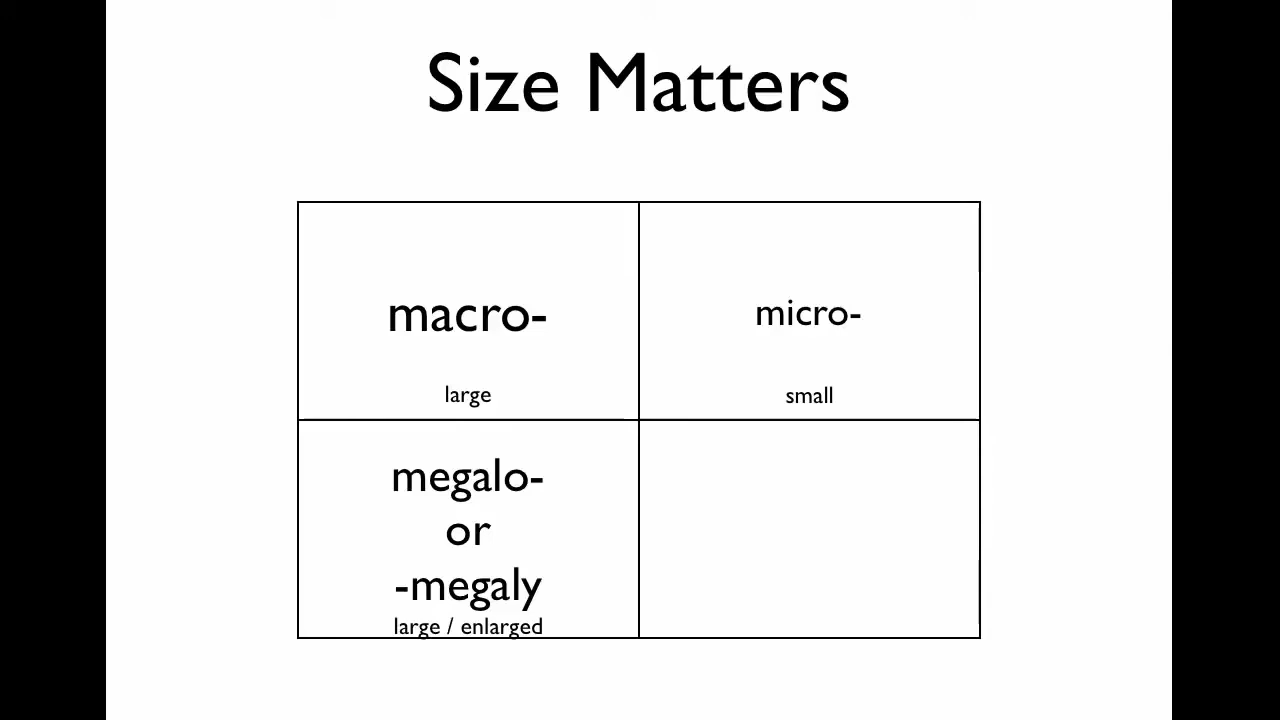 Size Matters
macro-
large
micro-
small
megalo-
or
-megaly
large / enlarged